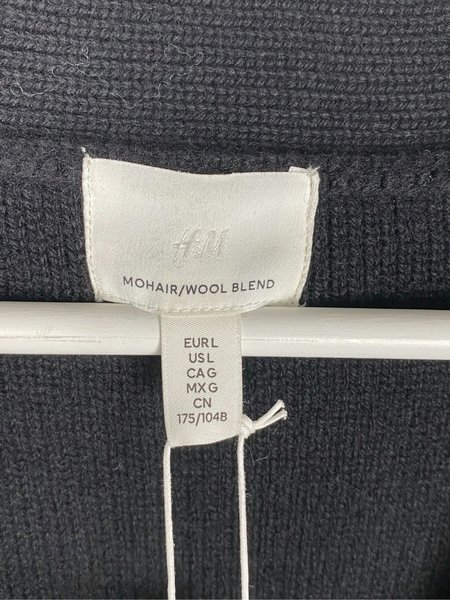 H&M
MOHAIR/WOOL BLEND
EUR L
US L
CA G
MX G
CN
175/104B